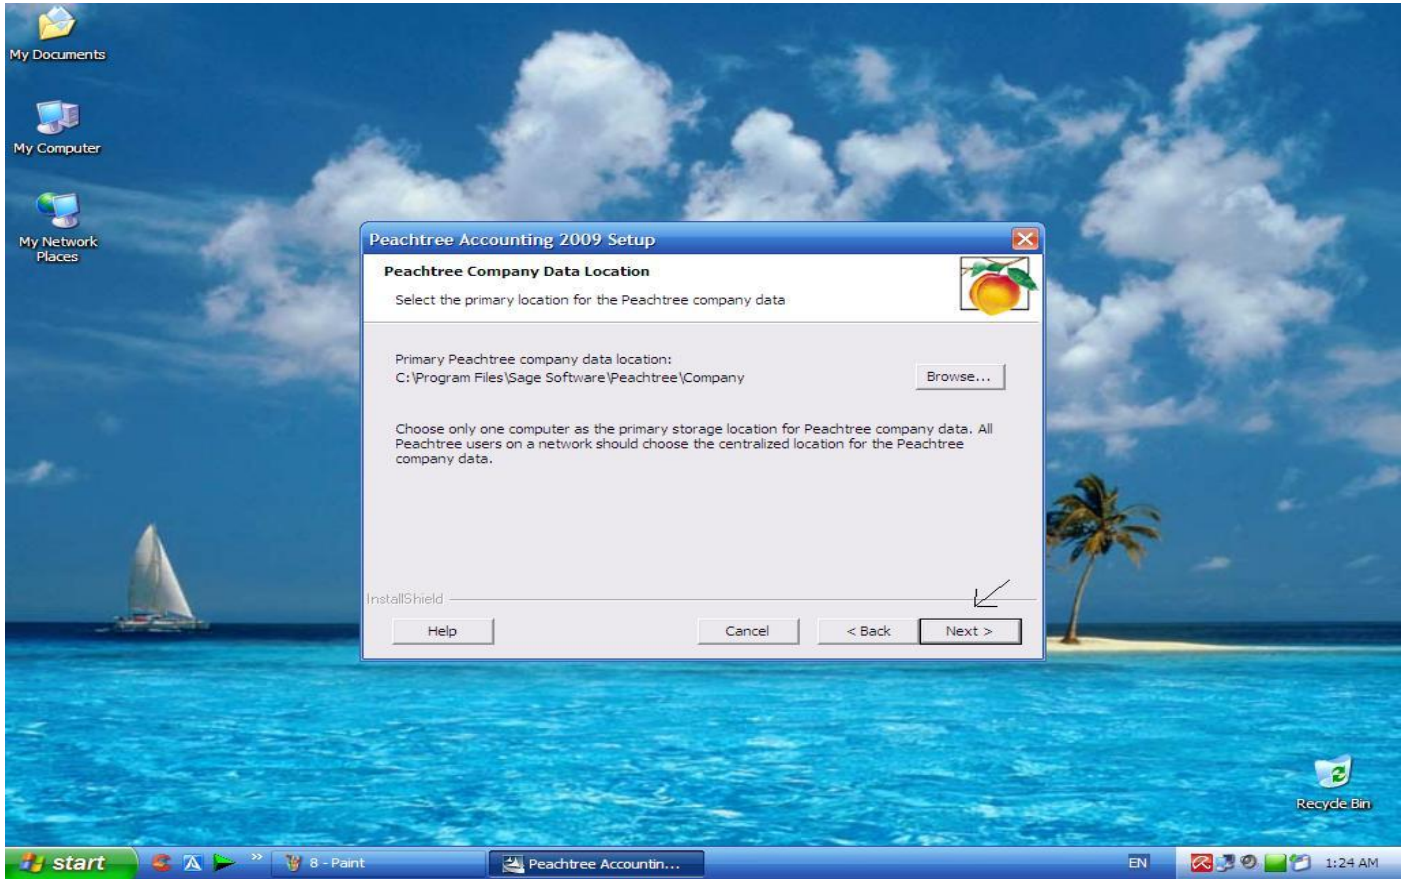 My Documents
My Computer
My Network
Places
Peachtree Accounting 2009 Setup
Peachtree Company Data Location
Select the primary location for the Peachtree company data
Primary Peachtree company data location:
C:\Program Files\Sage Software\Peachtree\Company
Browse...
Choose only one computer as the primary storage location for Peachtree company data. All
Peachtree users on a network should choose the centralized location for the Peachtree
company data.
InstallShield
Help
Cancel
< Back
Next >
Recycle Bin
start
»
8 - Paint
Peachtree Accountin...
EN
1:24 AM